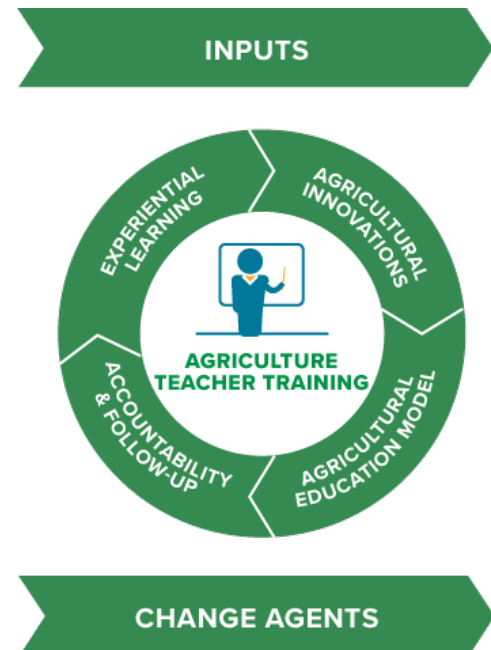 INPUTS
EXPERIENTIAL
LEARNING
AGRICULTURAL
INNOVATIONS
AGRICULTURE
TEACHER TRAINING
ACCOUNTABILITY
& FOLLOW-UP
AGRICULTURAL
EDUCATION MODEL
CHANGE AGENTS